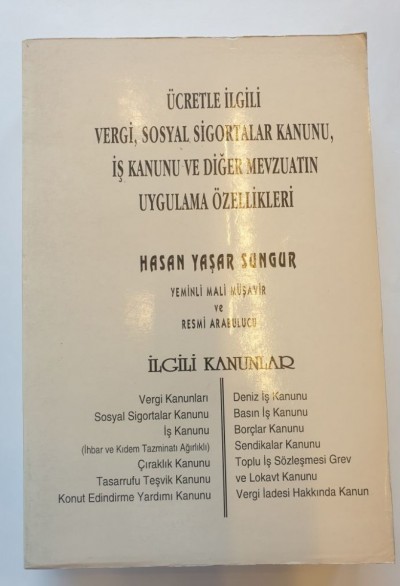 ÜCRETLE İLGİLİ
VERGİ, SOSYAL SİGORTALAR KANUNU,
İŞ KANUNU VE DİĞER MEVZUATIN
UYGULAMA ÖZELLİKLERİ
HASAN YAŞAR SUNGUR
YEMİNLİ MALİ MÜŞAVİR
ve
RESMİ ARABULUCU
İLGİLİ KANUNLAR
Vergi Kanunları
Sosyal Sigortalar Kanunu
İş Kanunu
(İhbar ve Kıdem Tazminatı Ağırlıklı)
Çıraklık Kanunu
Tasarrufu Teşvik Kanunu
Konut Edindirme Yardımı Kanunu
Deniz İş Kanunu
Basın İş Kanunu
Borçlar Kanunu
Sendikalar Kanunu
Toplu İş Sözleşmesi Grev
ve Lokavt Kanunu
Vergi İadesi Hakkında Kanun